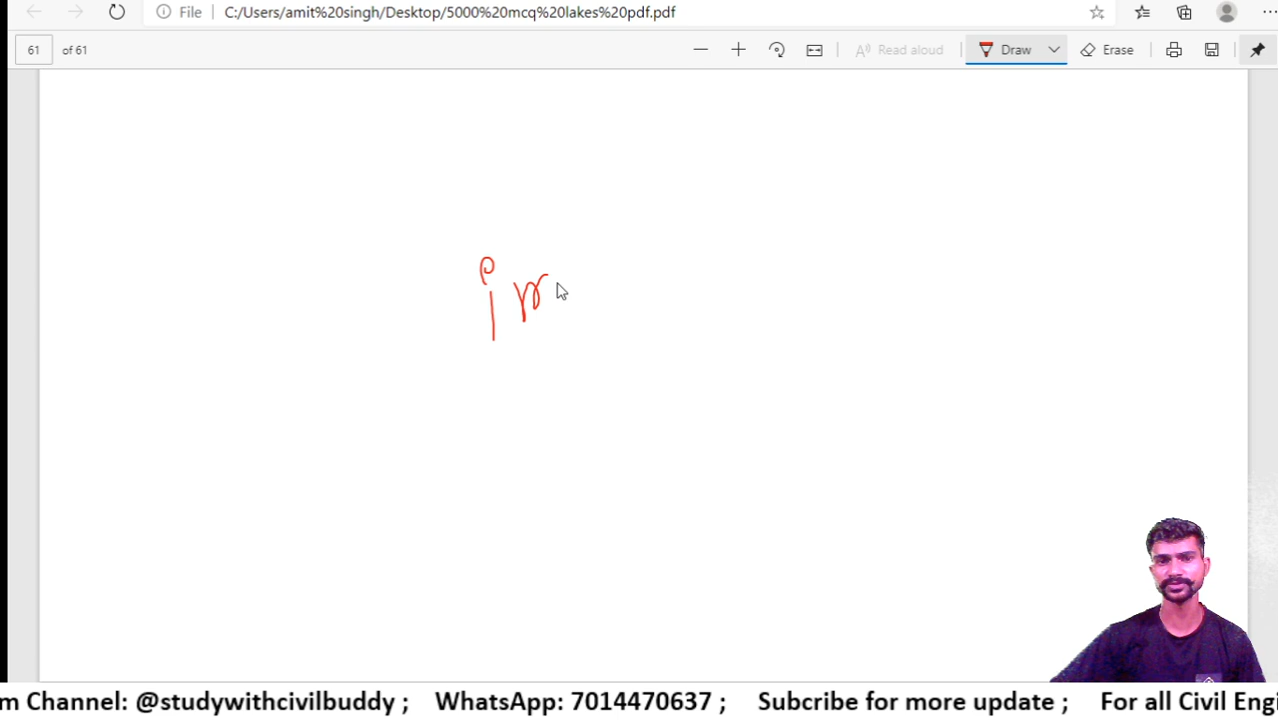 File C:/Users/amit%20singh/Desktop/5000%20mcq%20lakes%20pdf.pdf
61 of 61 Read aloud Draw Erase
m Channel: @studywithcivilbuddy ; WhatsApp: 7014470637 ; Subcribe for more update ; For all Civil Engi